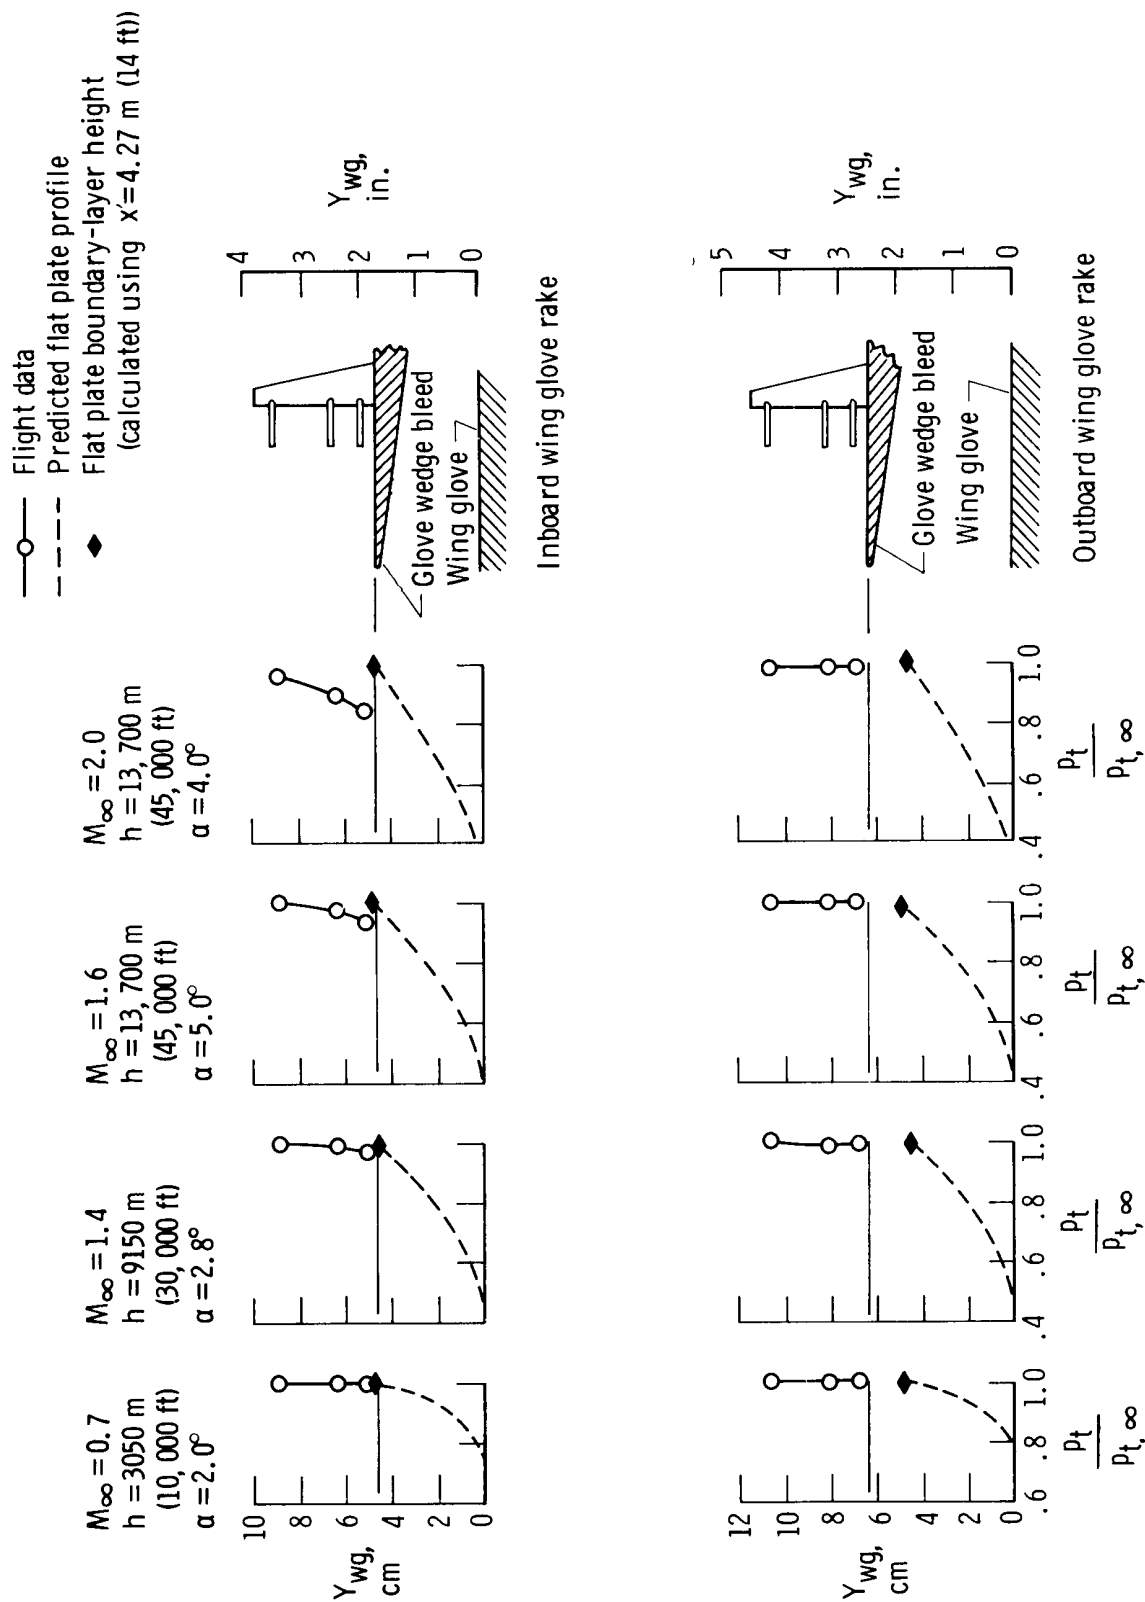 Flight data
Predicted flat plate profile
Flat plate boundary-layer height
(calculated using x′=4.27 m (14 ft))
M∞ = 0.7
h = 3050 m
(10,000 ft)
α = 2.0°
M∞ = 1.4
h = 9150 m
(30,000 ft)
α = 2.8°
M∞ = 1.6
h = 13,700 m
(45,000 ft)
α = 5.0°
M∞ = 2.0
h = 13,700 m
(45,000 ft)
α = 4.0°
10
8
6
4
2
0
Ywg,
cm
4
3
2
1
0
Ywg,
in.
Glove wedge bleed
Wing glove
Inboard wing glove rake
12
10
8
6
4
2
0
Ywg,
cm
.6 .8 1.0
pt
pt, ∞
.4 .6 .8 1.0
pt
pt, ∞
.4 .6 .8 1.0
pt
pt, ∞
.4 .6 .8 1.0
pt
pt, ∞
5
4
3
2
1
0
Ywg,
in.
Glove wedge bleed
Wing glove
Outboard wing glove rake